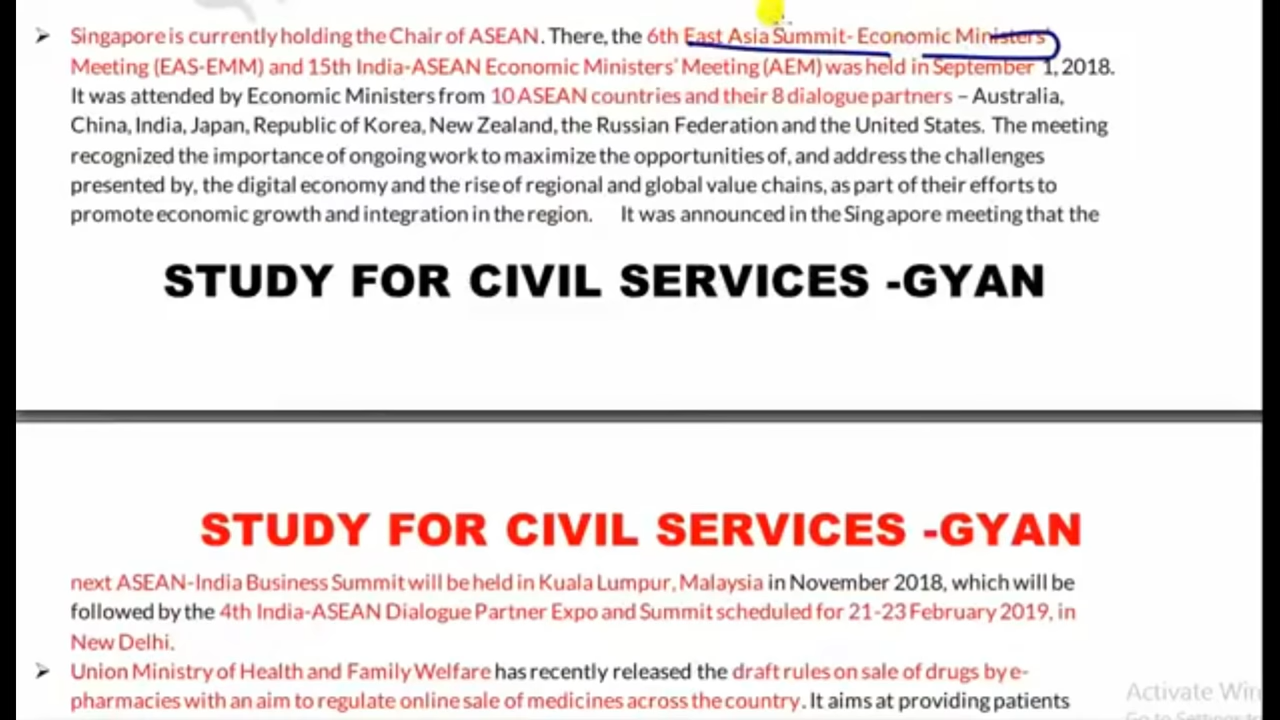 ➢ Singapore is currently holding the Chair of ASEAN. There, the 6th East Asia Summit- Economic Ministers'
Meeting (EAS-EMM) and 15th India-ASEAN Economic Ministers' Meeting (AEM) was held in September 1, 2018.
It was attended by Economic Ministers from 10 ASEAN countries and their 8 dialogue partners – Australia,
China, India, Japan, Republic of Korea, New Zealand, the Russian Federation and the United States. The meeting
recognized the importance of ongoing work to maximize the opportunities of, and address the challenges
presented by, the digital economy and the rise of regional and global value chains, as part of their efforts to
promote economic growth and integration in the region. It was announced in the Singapore meeting that the
STUDY FOR CIVIL SERVICES -GYAN
STUDY FOR CIVIL SERVICES -GYAN
next ASEAN-India Business Summit will be held in Kuala Lumpur, Malaysia in November 2018, which will be
followed by the 4th India-ASEAN Dialogue Partner Expo and Summit scheduled for 21-23 February 2019, in
New Delhi.
➢ Union Ministry of Health and Family Welfare has recently released the draft rules on sale of drugs by e-
pharmacies with an aim to regulate online sale of medicines across the country. It aims at providing patients
Activate Win